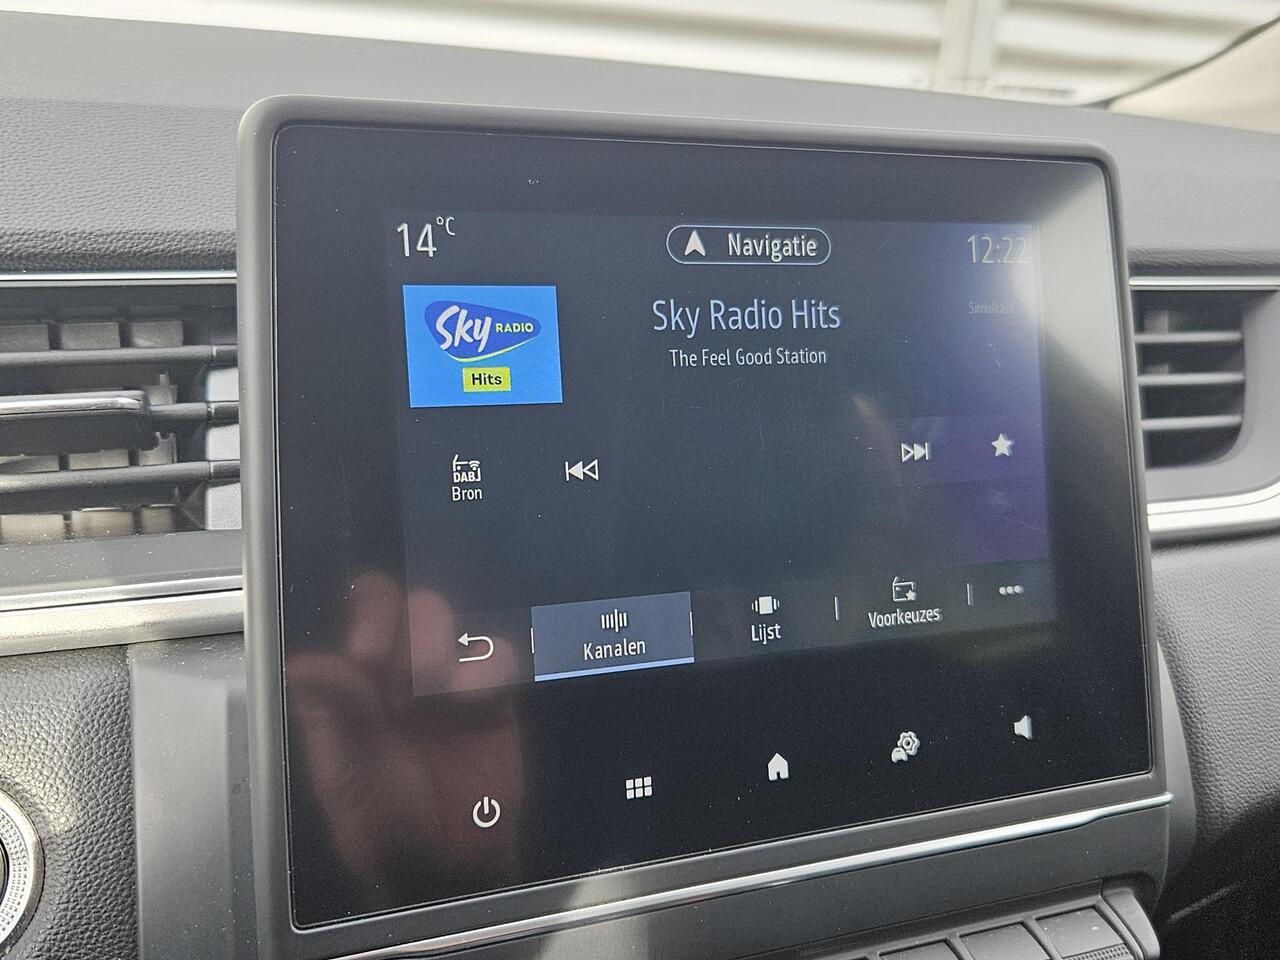 14°C
Navigatie
12:22
Sky RADIO
Hits
Sky Radio Hits
Simulcast
The Feel Good Station
DAB
Bron
Kanalen
Lijst
Voorkeuzes